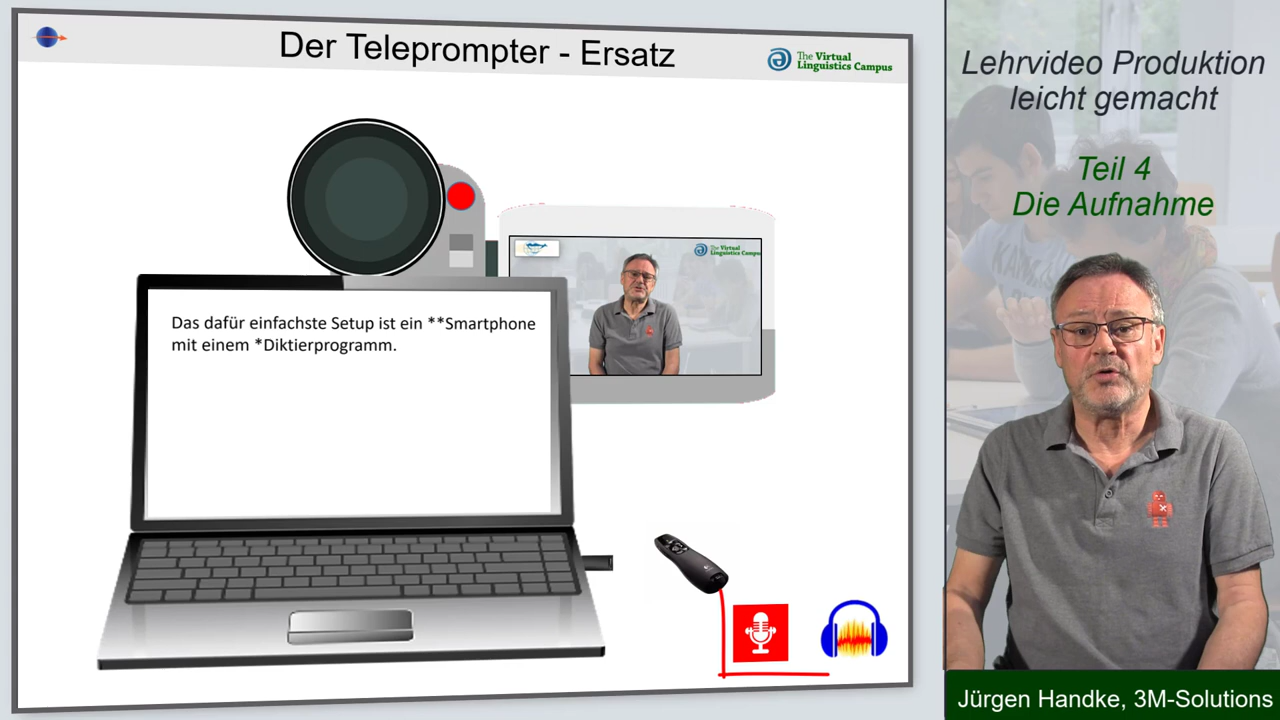 Der Teleprompter - Ersatz
The Virtual
Linguistics Campus
The Virtual
Linguistics Campus
Das dafür einfachste Setup ist ein **Smartphone
mit einem *Diktierprogramm.
Lehrvideo Produktion
leicht gemacht
Teil 4
Die Aufnahme
Jürgen Handke, 3M-Solutions